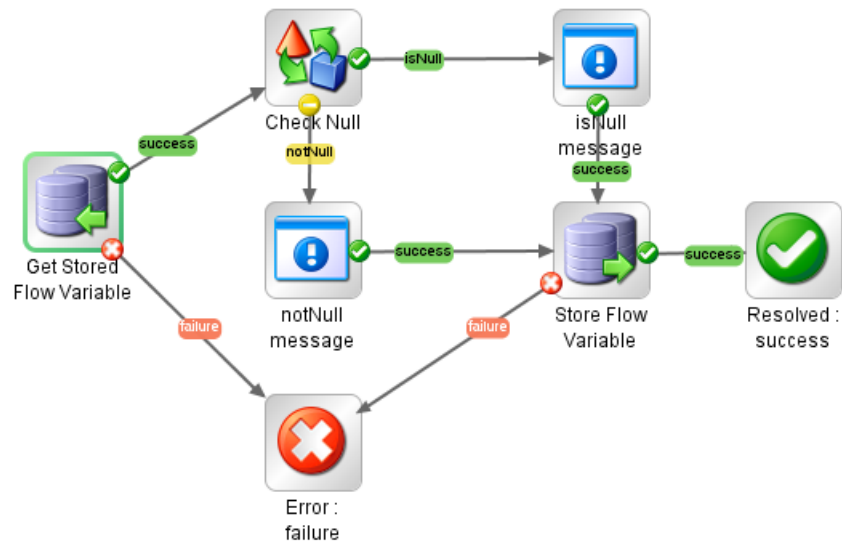 isNull
Check Null
isNull
message
success
notNull
success
Get Stored
Flow Variable
success
success
notNull
message
Store Flow
Variable
Resolved :
success
failure
failure
Error :
failure